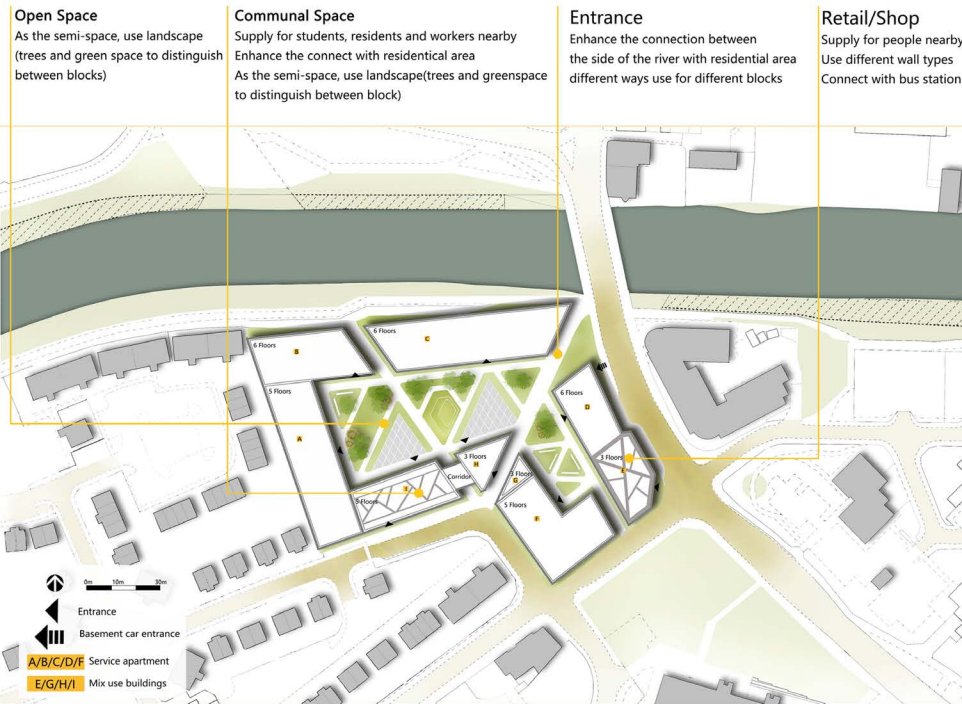 Open Space
As the semi-space, use landscape
(trees and green space to distinguish
between blocks)
Communal Space
Supply for students, residents and workers nearby
Enhance the connect with residentical area
As the semi-space, use landscape(trees and greenspace
to distinguish between block)
Entrance
Enhance the connection between
the side of the river with residential area
different ways use for different blocks
Retail/Shop
Supply for people nearby
Use different wall types
Connect with bus station
6 Floors
C
6 Floors
B
5 Floors
6 Floors
D
A
3 Floors
H
3 Floors
E
3 Floors
G
Corridor
I
Floors
5 Floors
F
0m 10m 30m
Entrance
Basement car entrance
A/B/C/D/F Service apartment
E/G/H/I Mix use buildings